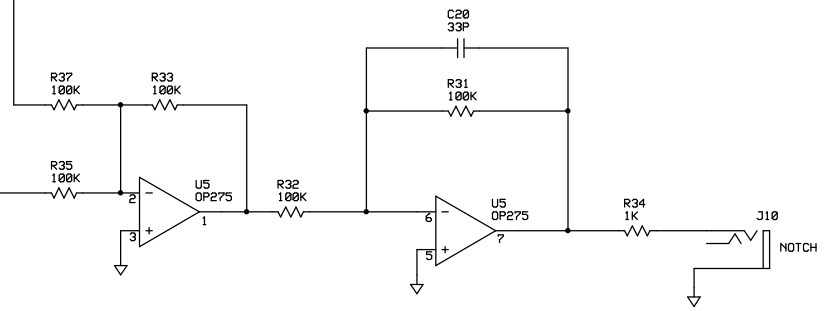 C20
33P
R37
100K
R33
100K
R31
100K
R35
100K
U5
OP275
2
3
1
R32
100K
U5
OP275
6
5
7
R34
1K
J10
NOTCH